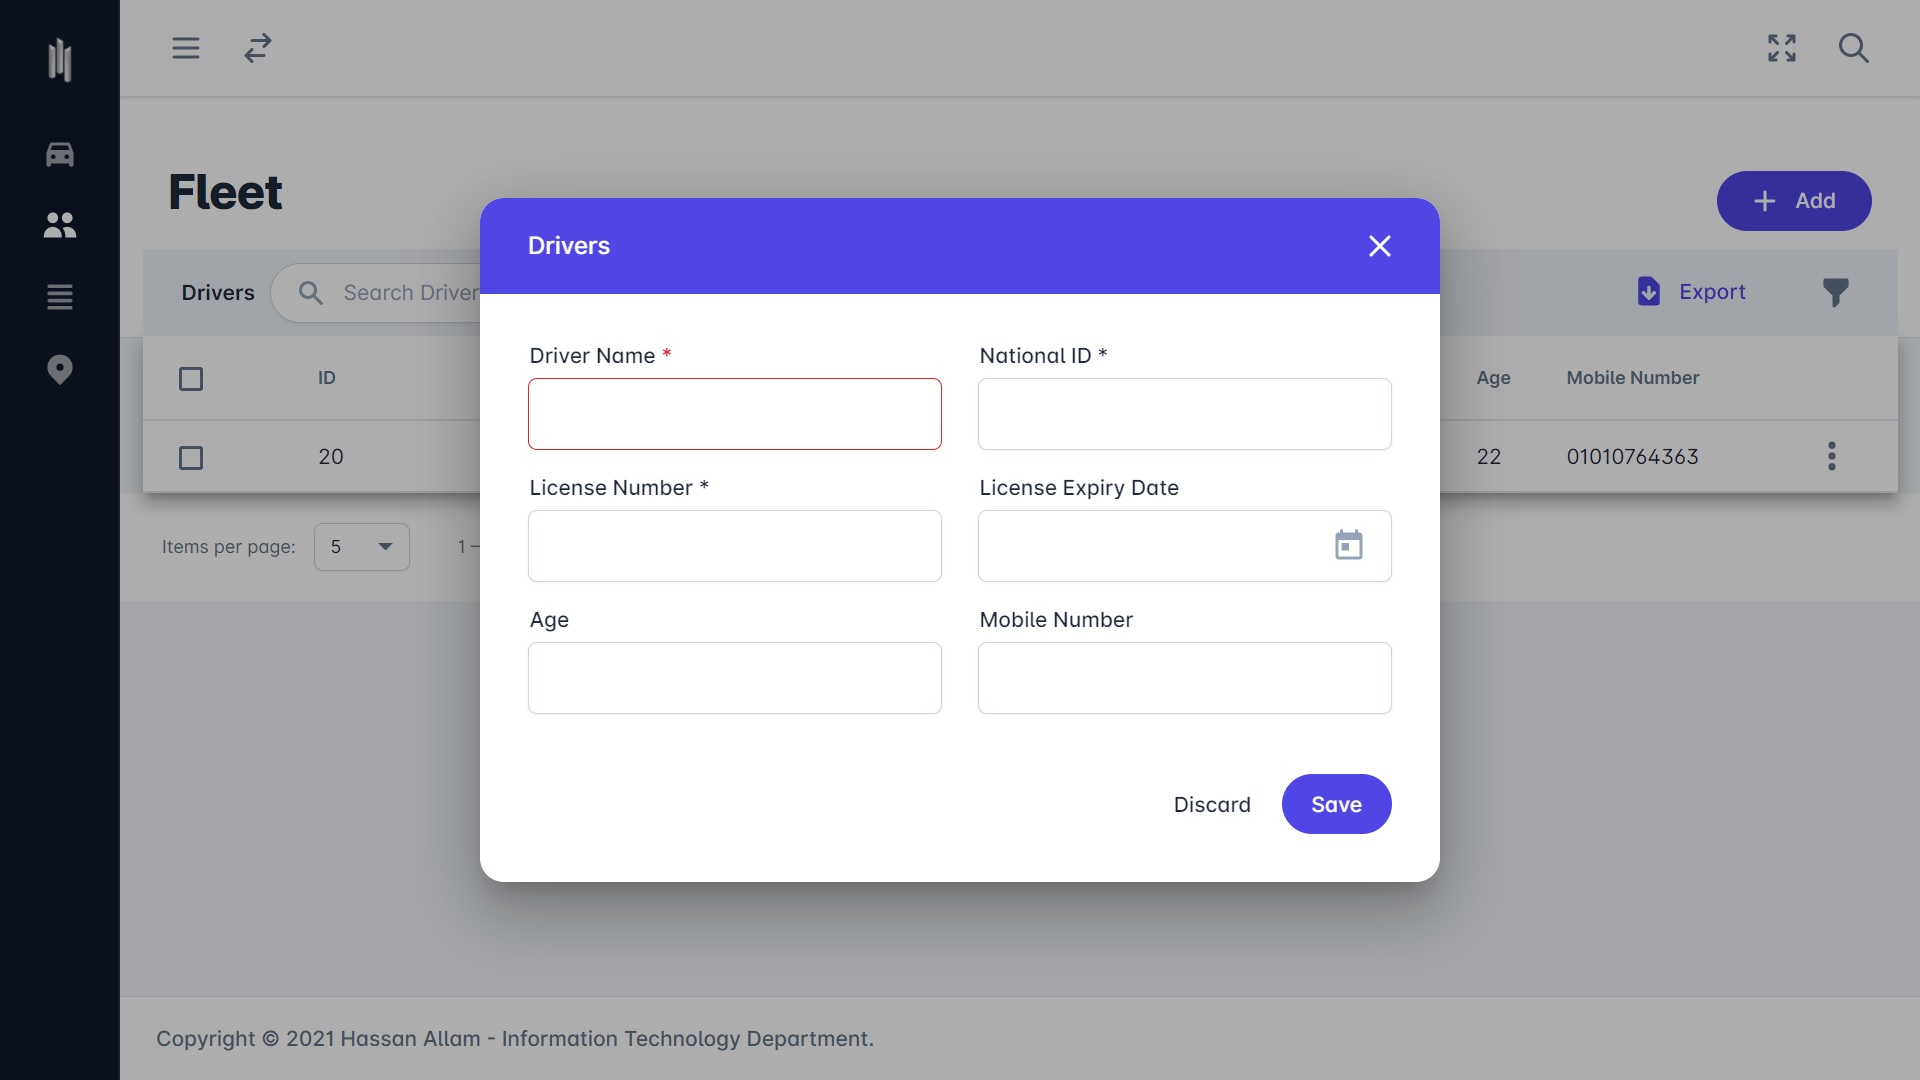 Fleet
Add
Drivers
Search Driver
Export
ID
Age
Mobile Number
20
22
01010764363
Items per page:
5
1 –
Drivers
Driver Name *
National ID *
License Number *
License Expiry Date
Age
Mobile Number
Discard
Save
Copyright © 2021 Hassan Allam - Information Technology Department.